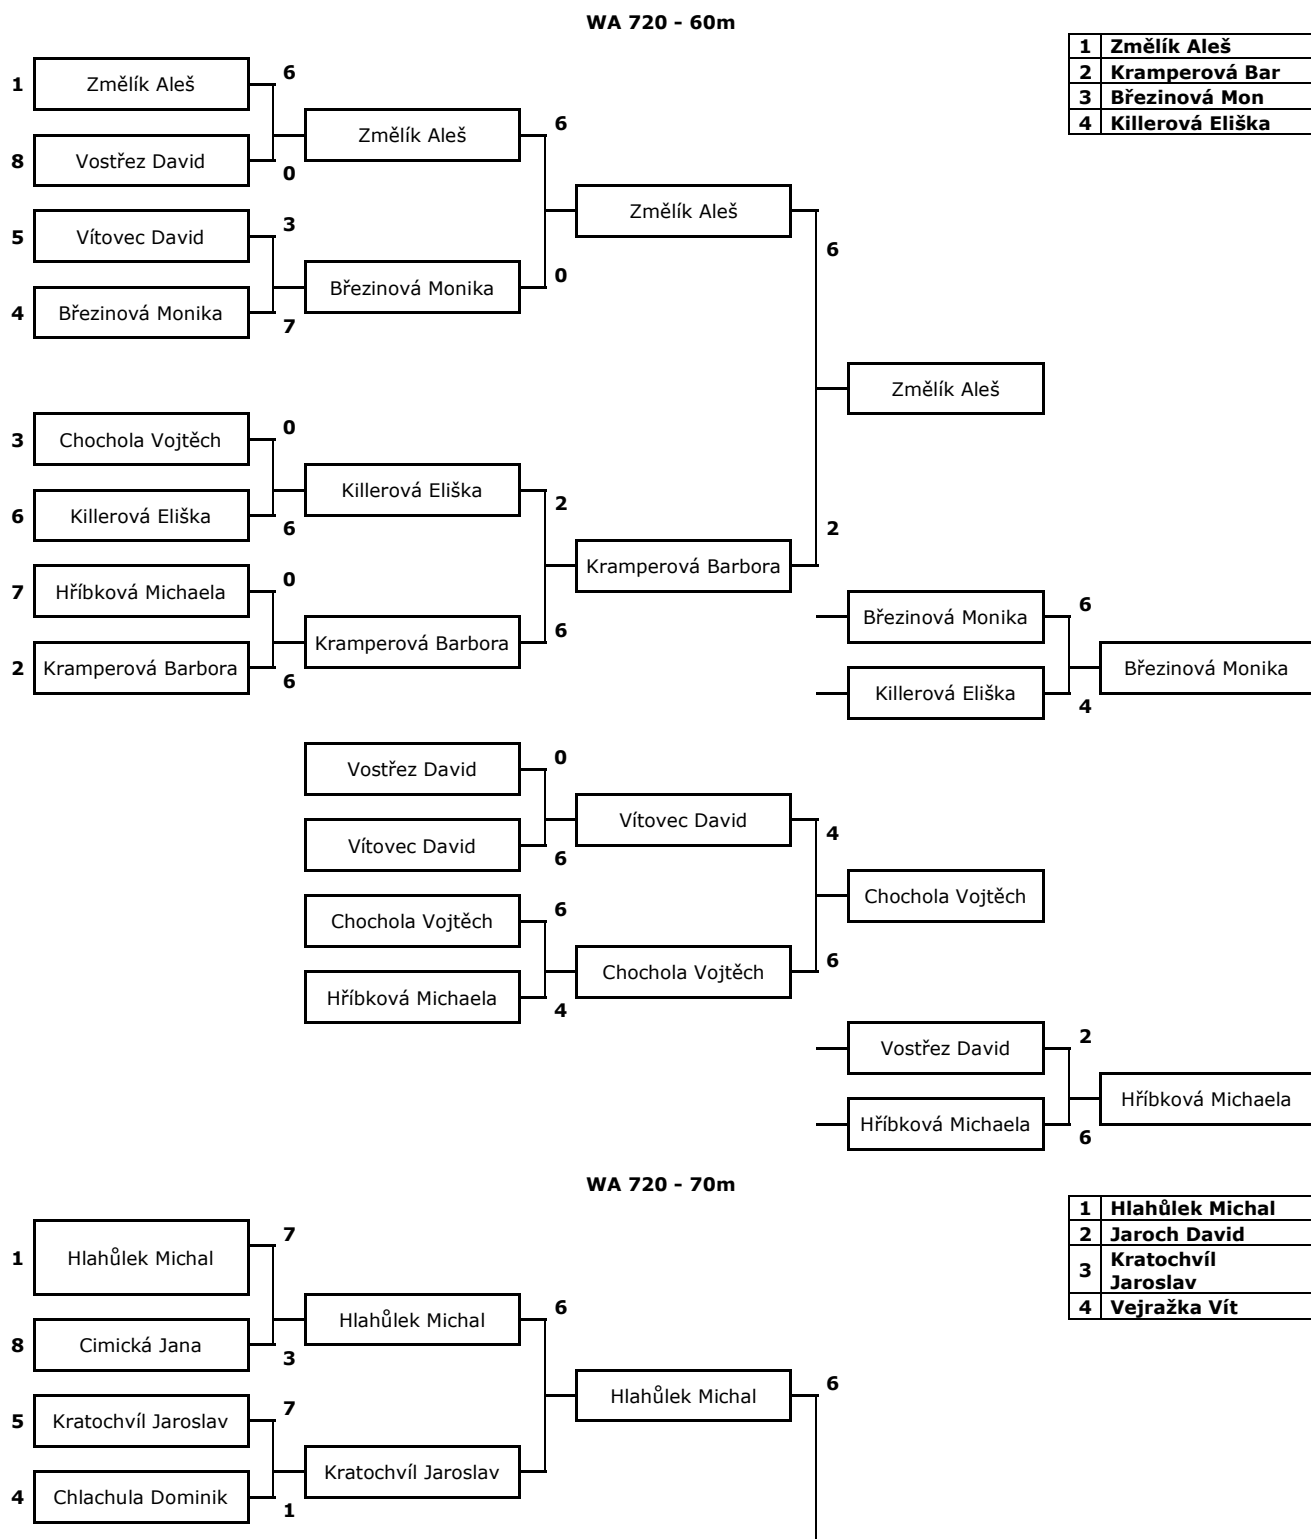 WA 720 - 60m
1 Změlík Aleš
2 Kramperová Bar
3 Březinová Mon
4 Killerová Eliška
1 Změlík Aleš 6
Změlík Aleš 6
8 Vostřez David 0
Změlík Aleš 6
5 Vítovec David 3
Březinová Monika 0
4 Březinová Monika 7
Změlík Aleš
3 Chochola Vojtěch 0
Killerová Eliška 2
6 Killerová Eliška 6
Kramperová Barbora 2
7 Hříbková Michaela 0
Kramperová Barbora 6
2 Kramperová Barbora 6
Březinová Monika 6
Březinová Monika
Killerová Eliška 4
Vostřez David 0
Vítovec David 4
Vítovec David 6
Chochola Vojtěch
Chochola Vojtěch 6
Chochola Vojtěch 6
Hříbková Michaela 4
Vostřez David 2
Hříbková Michaela
Hříbková Michaela 6
WA 720 - 70m
1 Hlahůlek Michal
2 Jaroch David
3 Kratochvíl
Jaroslav
4 Vejražka Vít
1 Hlahůlek Michal 7
Hlahůlek Michal 6
8 Cimická Jana 3
Hlahůlek Michal 6
5 Kratochvíl Jaroslav 7
Kratochvíl Jaroslav
4 Chlachula Dominik 1